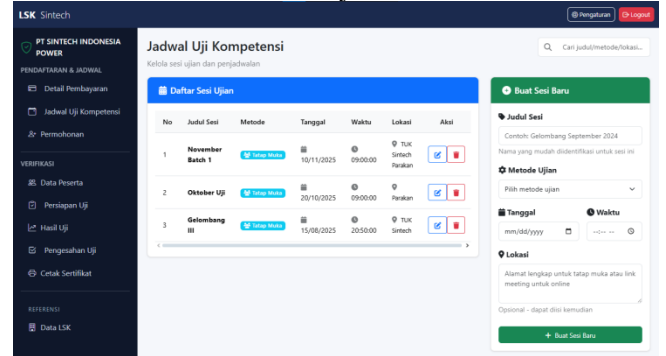 LSK Sintech
Pengaturan
Logout
PT SINTECH INDONESIA
POWER
PENDAFTARAN & JADWAL
Detail Pembayaran
Jadwal Uji Kompetensi
Permohonan
VERIFIKASI
Data Peserta
Persiapan Uji
Hasil Uji
Pengesahan Uji
Cetak Sertifikat
REFERENSI
Data LSK
Jadwal Uji Kompetensi
Kelola sesi ujian dan penjadwalan
Cari judul/metode/lokasi...
Daftar Sesi Ujian
No Judul Sesi Metode Tanggal Waktu Lokasi Aksi
1 November Batch 1 Tatap Muka 10/11/2025 09:00:00 TUK Sintech Parakan
2 Oktober Uji Tatap Muka 20/10/2025 09:00:00 Parakan
3 Gelombang III Tatap Muka 15/08/2025 20:50:00 TUK Sintech
Buat Sesi Baru
Judul Sesi
Contoh: Gelombang September 2024
Nama yang mudah diidentifikasi untuk sesi ini
Metode Ujian
Pilih metode ujian
Tanggal Waktu
mm/dd/yyyy --:-- --
Lokasi
Alamat lengkap untuk tatap muka atau link
meeting untuk online
Opsional - dapat diisi kemudian
+ Buat Sesi Baru